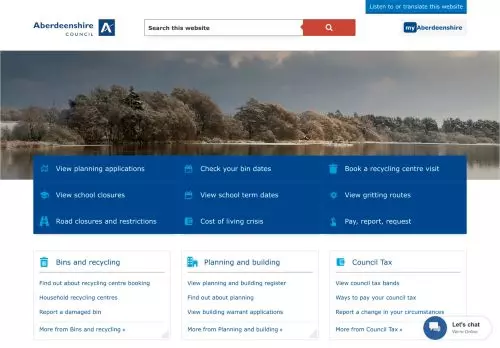 Listen to or translate this website
Aberdeenshire
COUNCIL
Search this website
myAberdeenshire
View planning applications
Check your bin dates
Book a recycling centre visit
View school closures
View school term dates
View gritting routes
Road closures and restrictions
Cost of living crisis
Pay, report, request
Bins and recycling
Find out about recycling centre booking
Household recycling centres
Report a damaged bin
More from Bins and recycling »
Planning and building
View planning and building register
Find out about planning
View building warrant applications
More from Planning and building »
Council Tax
View council tax bands
Ways to pay your council tax
Report a change in your circumstances
More from Council Tax »
Let's chat
We're Online